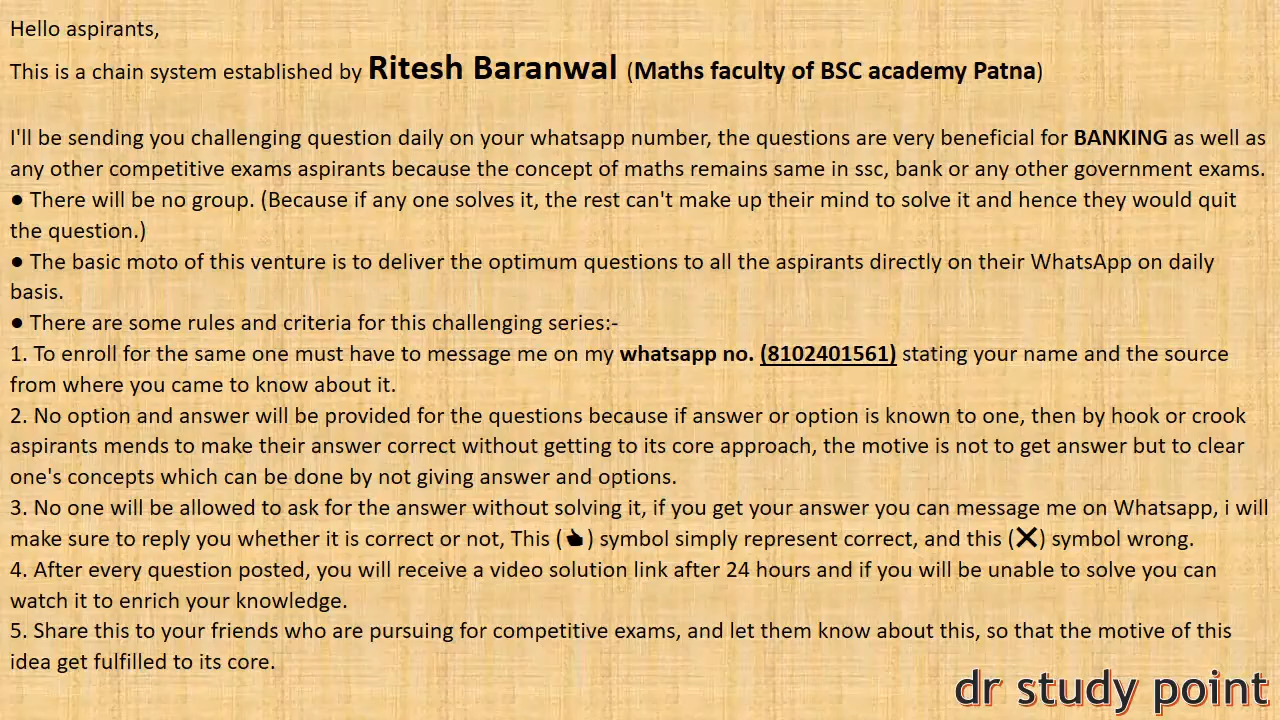 Hello aspirants,
This is a chain system established by Ritesh Baranwal (Maths faculty of BSC academy Patna)
I'll be sending you challenging question daily on your whatsapp number, the questions are very beneficial for BANKING as well as
any other competitive exams aspirants because the concept of maths remains same in ssc, bank or any other government exams.
● There will be no group. (Because if any one solves it, the rest can't make up their mind to solve it and hence they would quit
the question.)
● The basic moto of this venture is to deliver the optimum questions to all the aspirants directly on their WhatsApp on daily
basis.
● There are some rules and criteria for this challenging series:-
1. To enroll for the same one must have to message me on my whatsapp no. (8102401561) stating your name and the source
from where you came to know about it.
2. No option and answer will be provided for the questions because if answer or option is known to one, then by hook or crook
aspirants mends to make their answer correct without getting to its core approach, the motive is not to get answer but to clear
one's concepts which can be done by not giving answer and options.
3. No one will be allowed to ask for the answer without solving it, if you get your answer you can message me on Whatsapp, i will
make sure to reply you whether it is correct or not, This (👍) symbol simply represent correct, and this (❌) symbol wrong.
4. After every question posted, you will receive a video solution link after 24 hours and if you will be unable to solve you can
watch it to enrich your knowledge.
5. Share this to your friends who are pursuing for competitive exams, and let them know about this, so that the motive of this
idea get fulfilled to its core.
dr study point